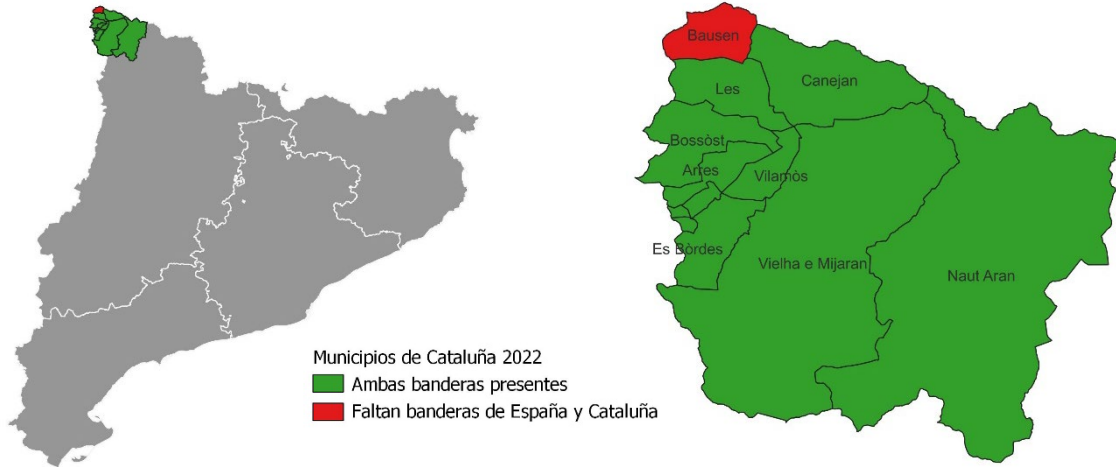 Municipios de Cataluña 2022
Ambas banderas presentes
Faltan banderas de España y Cataluña
Bausen
Les
Canejan
Bossòst
Arres
Vilamòs
Es Bòrdes
Vielha e Mijaran
Naut Aran